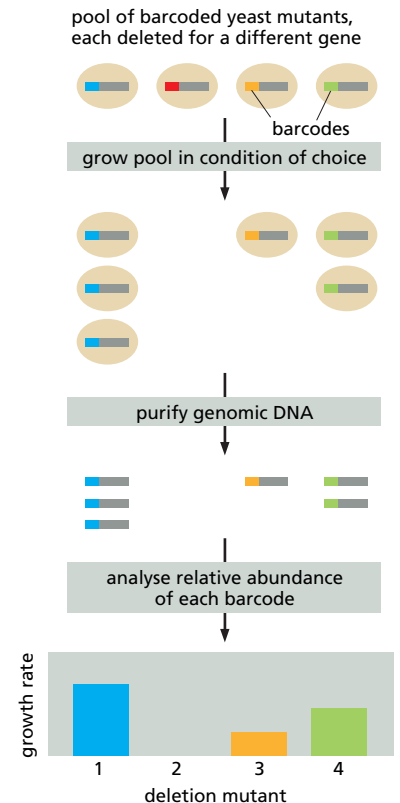 pool of barcoded yeast mutants,
each deleted for a different gene
barcodes
grow pool in condition of choice
purify genomic DNA
analyse relative abundance
of each barcode
growth rate
1 2 3 4
deletion mutant